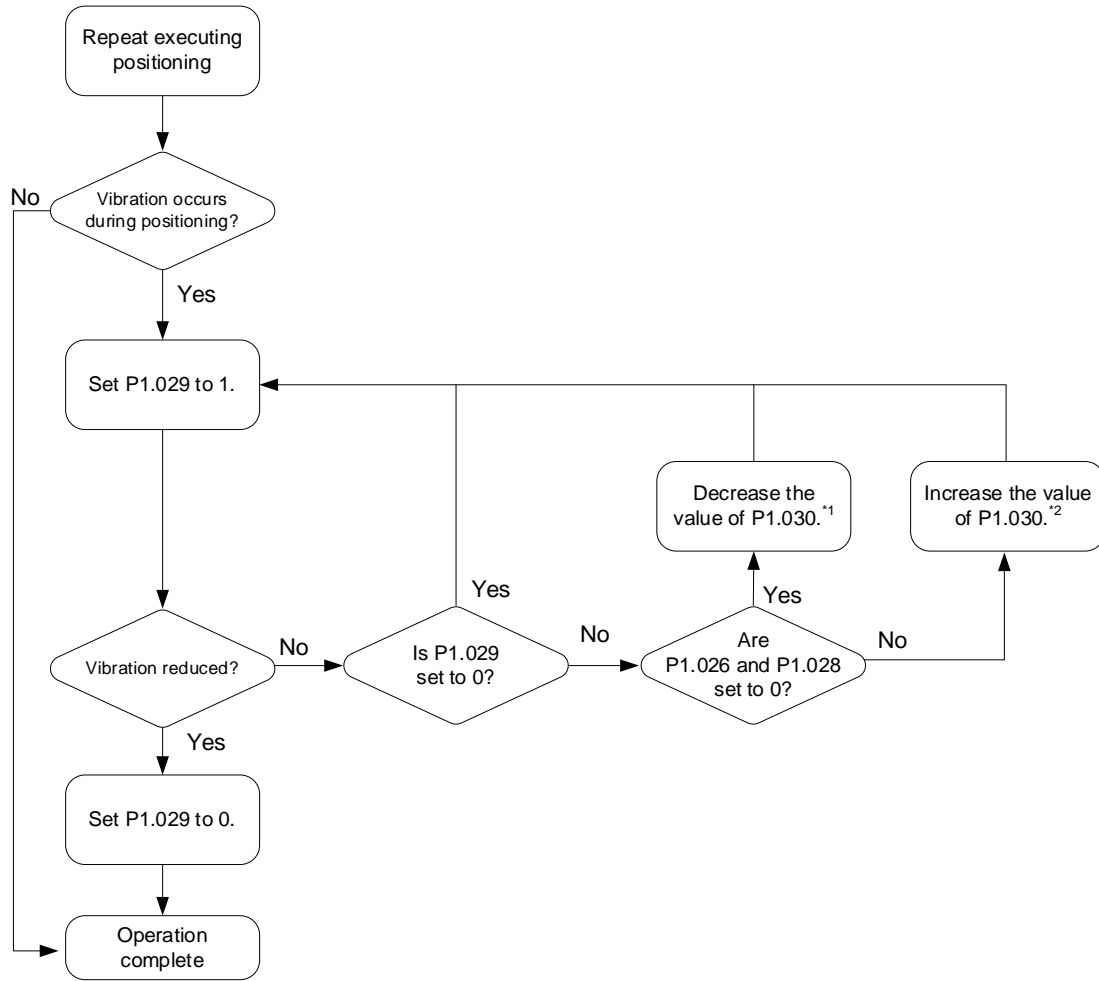 Repeat executing
positioning
No
Vibration occurs
during positioning?
Yes
Set P1.029 to 1.
Decrease the
value of P1.030.*1
Increase the value
of P1.030.*2
Yes
Yes
Vibration reduced?
No
Is P1.029
set to 0?
No
Are
P1.026 and P1.028
set to 0?
No
Yes
Set P1.029 to 0.
Operation
complete